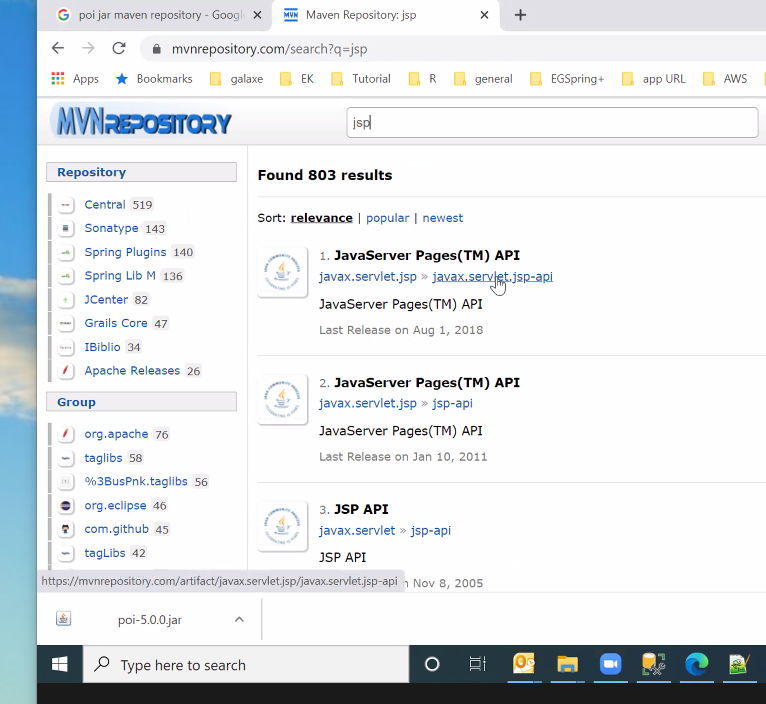 poi jar maven repository - Googl
Maven Repository: jsp
mvnrepository.com/search?q=jsp
Apps Bookmarks galaxe EK Tutorial R general EGSpring+ app URL AWS
MVNREPOSITORY
jsp
Repository
Central 519
Sonatype 143
Spring Plugins 140
Spring Lib M 136
JCenter 82
Grails Core 47
IBiblio 34
Apache Releases 26
Group
org.apache 76
taglibs 58
%3BusPnk.taglibs 56
org.eclipse 46
com.github 45
tagLibs 42
Found 803 results
Sort: relevance | popular | newest
1. JavaServer Pages(TM) API
javax.servlet.jsp » javax.servlet.jsp-api
JavaServer Pages(TM) API
Last Release on Aug 1, 2018
2. JavaServer Pages(TM) API
javax.servlet.jsp » jsp-api
JavaServer Pages(TM) API
Last Release on Jan 10, 2011
3. JSP API
javax.servlet » jsp-api
JSP API
Nov 8, 2005
https://mvnrepository.com/artifact/javax.servlet.jsp/javax.servlet.jsp-api
poi-5.0.0.jar
Type here to search